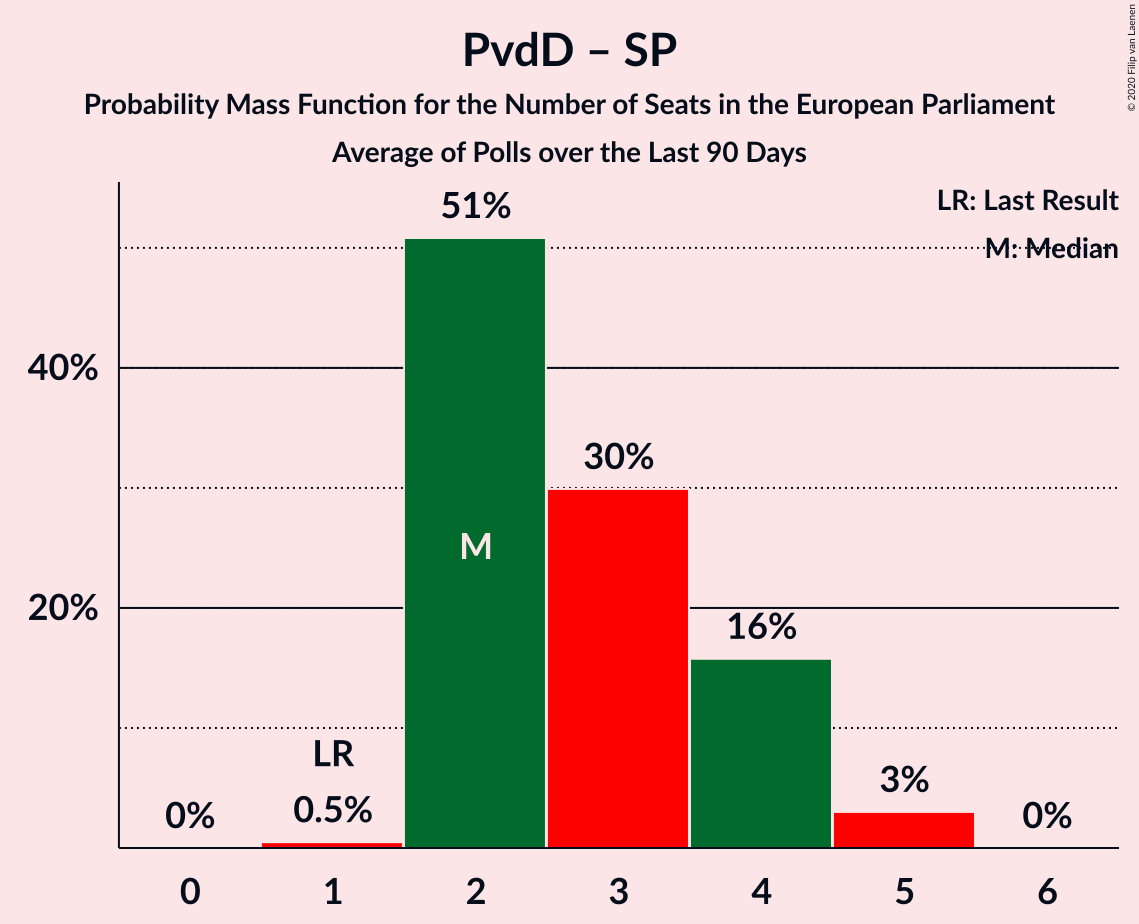 PvdD – SP
Probability Mass Function for the Number of Seats in the European Parliament
Average of Polls over the Last 90 Days
© 2020 Filip van Laenen
LR: Last Result
M: Median
51%
40%
30%
M
20%
16%
LR
0%
0.5%
3%
0%
0
1
2
3
4
5
6